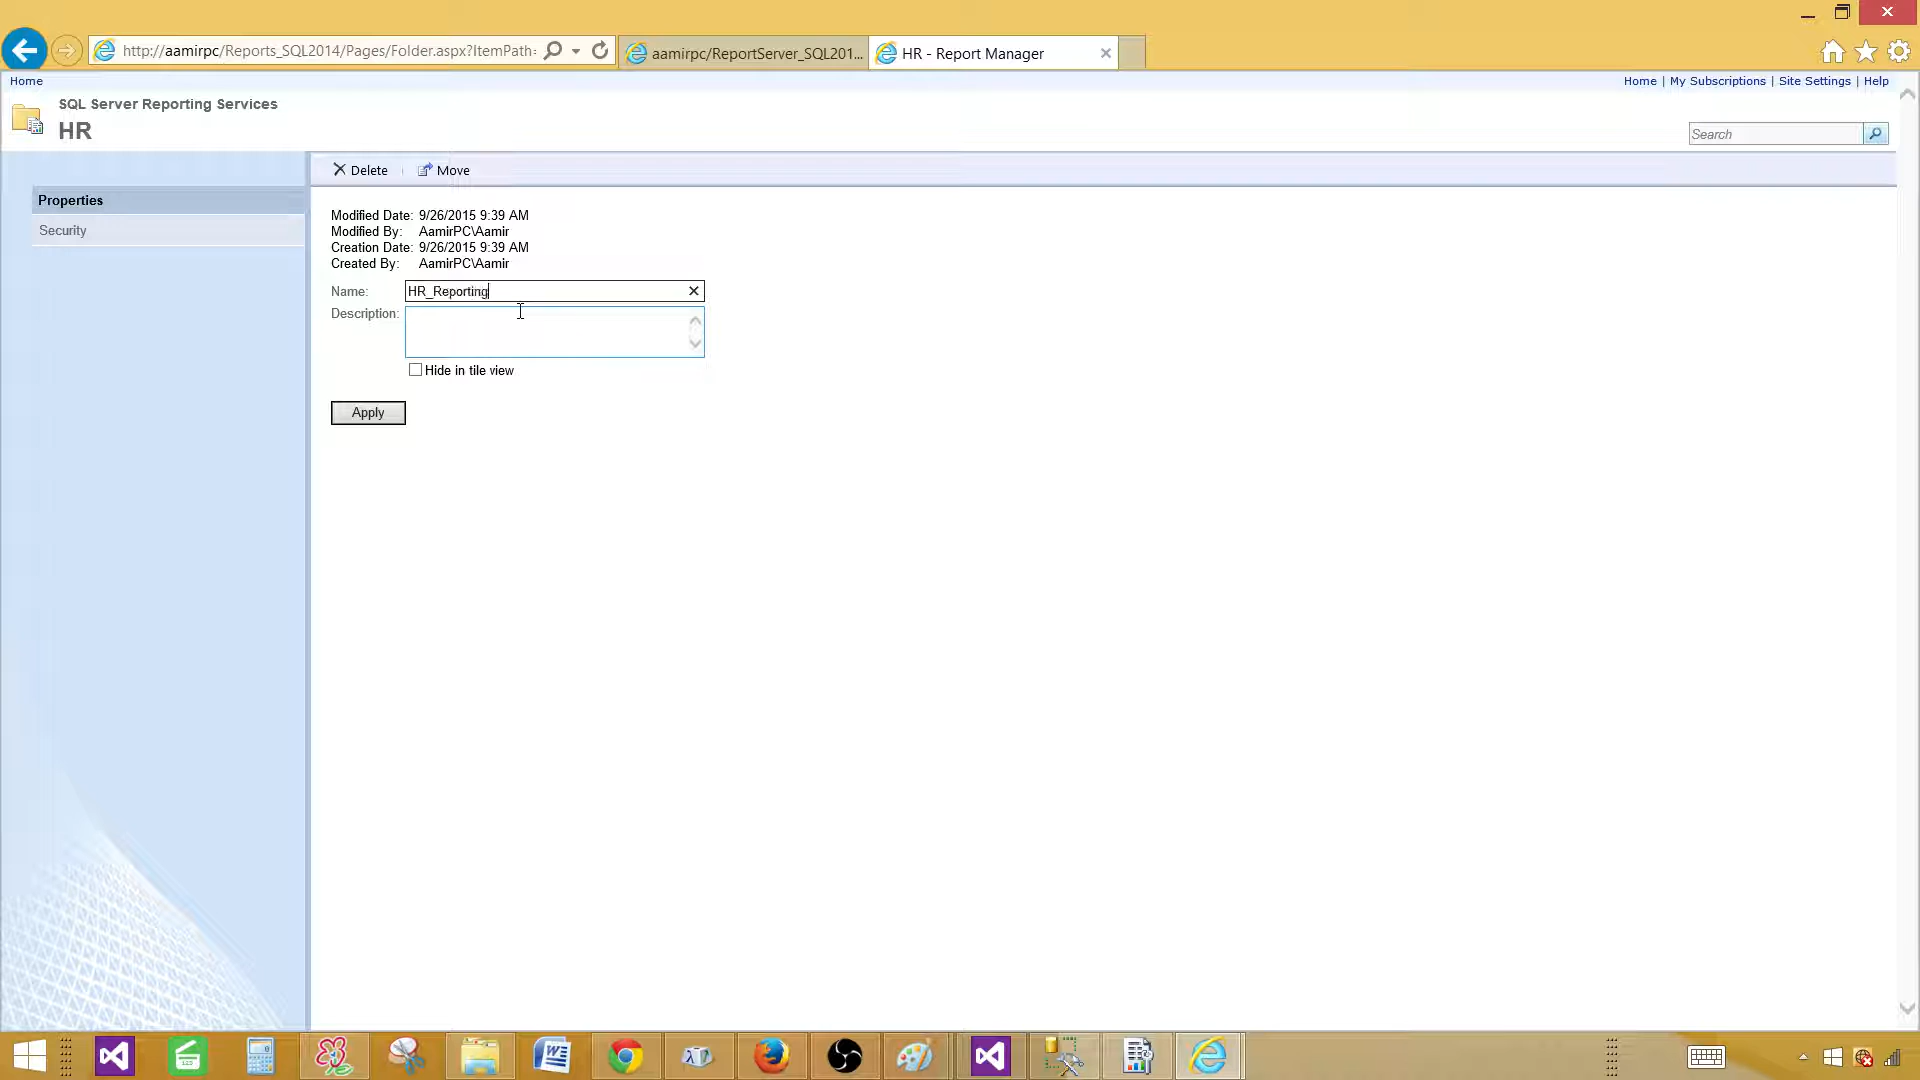 http://aamirpc/Reports_SQL2014/Pages/Folder.aspx?ItemPath:
aamirpc/ReportServer_SQL201...
HR - Report Manager
Home
Home | My Subscriptions | Site Settings | Help
SQL Server Reporting Services
HR
Search
Delete
Move
Properties
Security
Modified Date: 9/26/2015 9:39 AM
Modified By: AamirPC\Aamir
Creation Date: 9/26/2015 9:39 AM
Created By: AamirPC\Aamir
Name: HR_Reporting
Description:
Hide in tile view
Apply